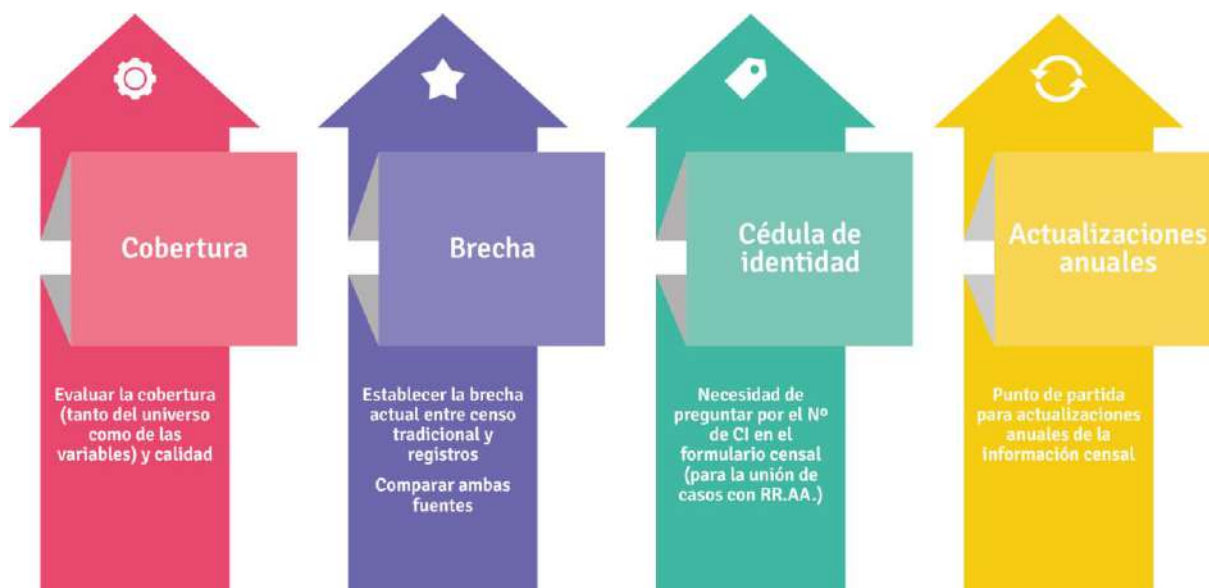 Cobertura
Evaluar la cobertura
(tanto del universo
como de las
variables) y calidad
Brecha
Establecer la brecha
actual entre censo
tradicional y
registros
Comparar ambas
fuentes
Cédula de
identidad
Necesidad de
preguntar por el Nº
de CI en el
formulario censal
(para la unión de
casos con RR.AA.)
Actualizaciones
anuales
Punto de partida
para actualizaciones
anuales de la
información censal